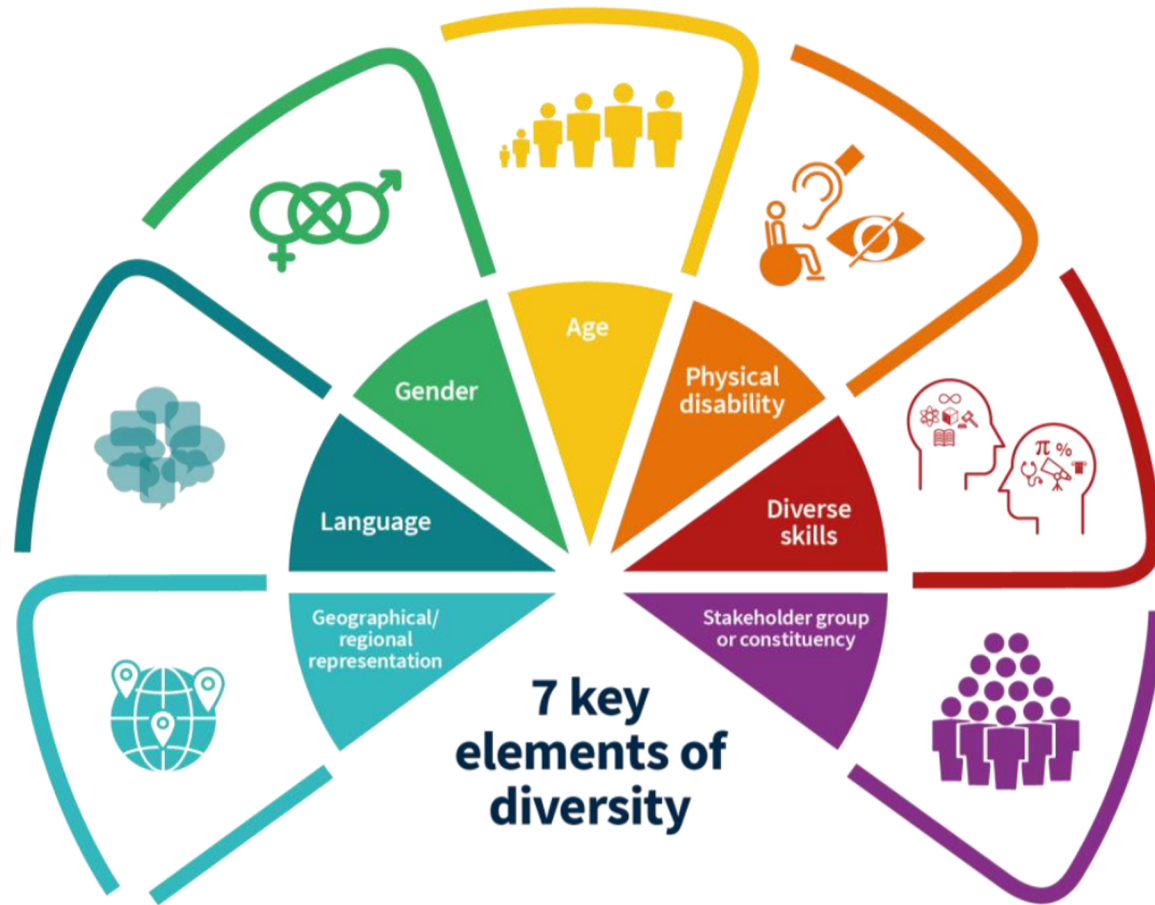 Age
Gender
Physical
disability
Language
Diverse
skills
π %
Geographical/
regional
representation
Stakeholder group
or constituency
7 key
elements of
diversity